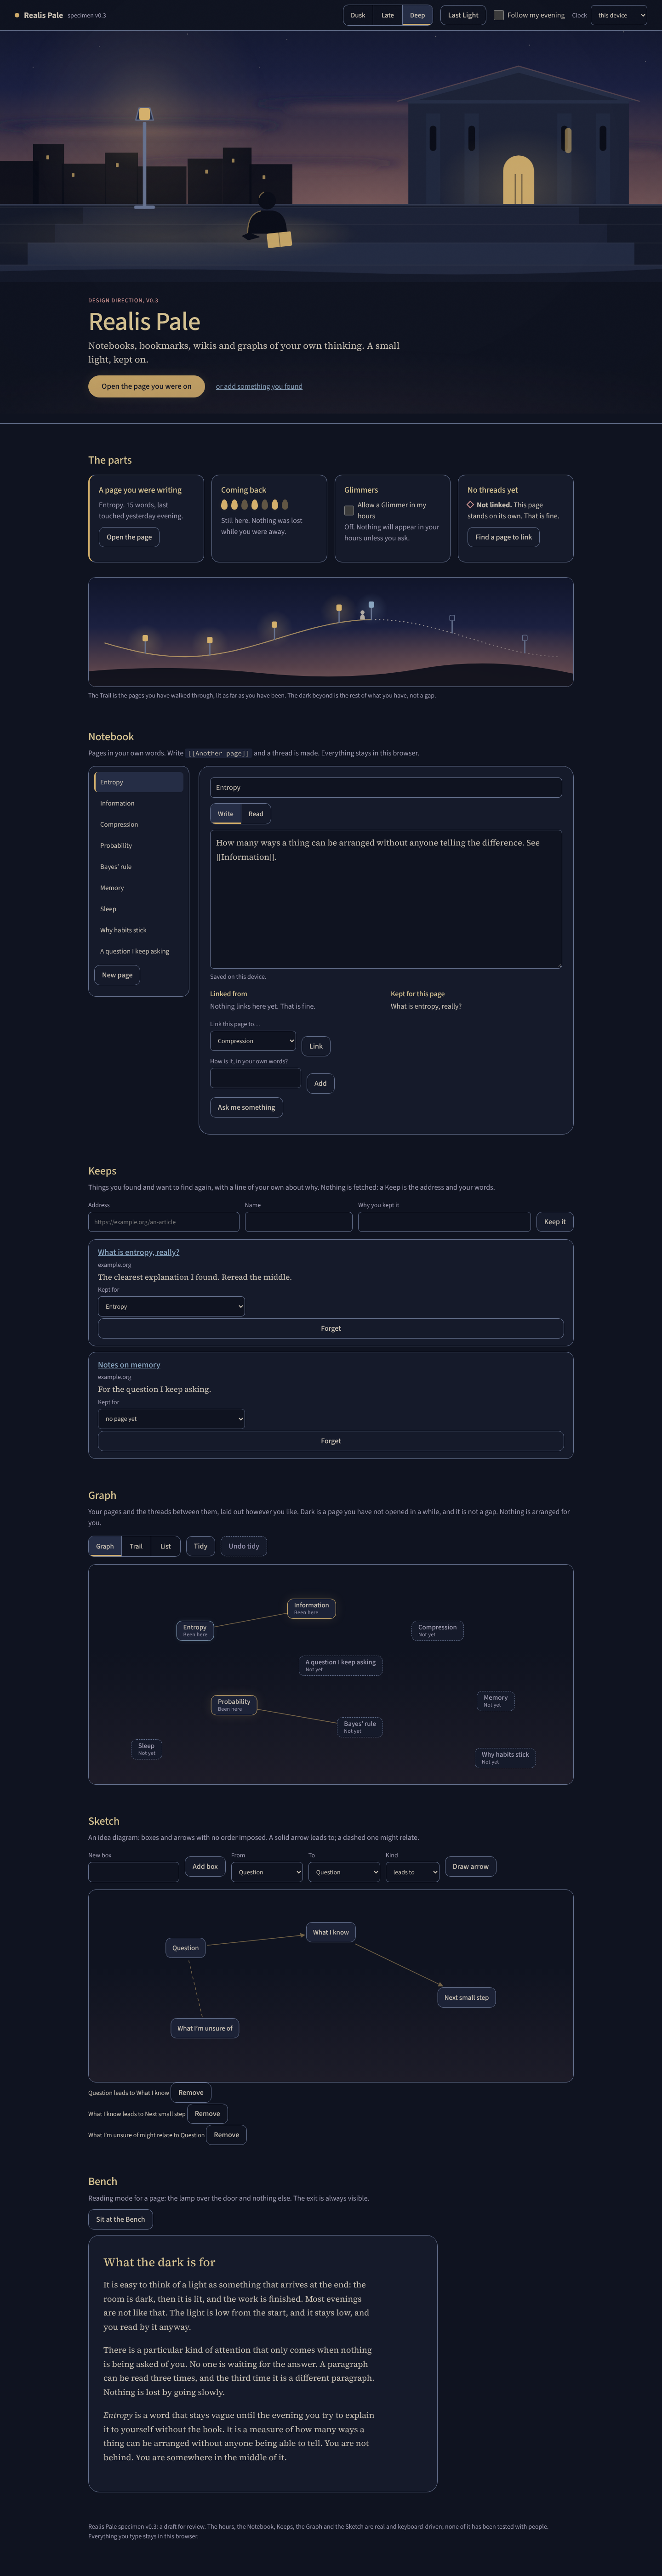 Realis Pale specimen v0.3
Dusk Late Deep Last Light Follow my evening Clock this device
DESIGN DIRECTION, V0.3
Realis Pale
Notebooks, bookmarks, wikis and graphs of your own thinking. A small
light, kept on.
Open the page you were on or add something you found
The parts
A page you were writing
Entropy. 15 words, last
touched yesterday evening.
Open the page
Coming back
Still here. Nothing was lost
while you were away.
Glimmers
Allow a Glimmer in my
hours
Off. Nothing will appear in your
hours unless you ask.
No threads yet
Not linked. This page
stands on its own. That is fine.
Find a page to link
The Trail is the pages you have walked through, lit as far as you have been. The dark beyond is the rest of what you have, not a gap.
Notebook
Pages in your own words. Write [[Another page]] and a thread is made. Everything stays in this browser.
Entropy
Information
Compression
Probability
Bayes' rule
Memory
Sleep
Why habits stick
A question I keep asking
New page
Entropy
Write Read
How many ways a thing can be arranged without anyone telling the difference. See
[[Information]].
Saved on this device.
Linked from
Nothing links here yet. That is fine.
Kept for this page
What is entropy, really?
Link this page to…
Compression Link
How is it, in your own words?
Add
Ask me something
Keeps
Things you found and want to find again, with a line of your own about why. Nothing is fetched: a Keep is the address and your words.
Address Name Why you kept it
https://example.org/an-article Keep it
What is entropy, really?
example.org
The clearest explanation I found. Reread the middle.
Kept for
Entropy
Forget
Notes on memory
example.org
For the question I keep asking.
Kept for
no page yet
Forget
Graph
Your pages and the threads between them, laid out however you like. Dark is a page you have not opened in a while, and it is not a gap. Nothing is arranged for
you.
Graph Trail List Tidy Undo tidy
Information
Been here
Entropy
Been here
Compression
Not yet
A question I keep asking
Not yet
Probability
Been here
Memory
Not yet
Bayes' rule
Not yet
Sleep
Not yet
Why habits stick
Not yet
Sketch
An idea diagram: boxes and arrows with no order imposed. A solid arrow leads to; a dashed one might relate.
New box From To Kind
Add box Question Question leads to Draw arrow
What I know
Question
Next small step
What I'm unsure of
Question leads to What I know Remove
What I know leads to Next small step Remove
What I'm unsure of might relate to Question Remove
Bench
Reading mode for a page: the lamp over the door and nothing else. The exit is always visible.
Sit at the Bench
What the dark is for
It is easy to think of a light as something that arrives at the end: the
room is dark, then it is lit, and the work is finished. Most evenings
are not like that. The light is low from the start, and it stays low, and
you read by it anyway.
There is a particular kind of attention that only comes when nothing
is being asked of you. No one is waiting for the answer. A paragraph
can be read three times, and the third time it is a different paragraph.
Nothing is lost by going slowly.
Entropy is a word that stays vague until the evening you try to explain
it to yourself without the book. It is a measure of how many ways a
thing can be arranged without anyone being able to tell. You are not
behind. You are somewhere in the middle of it.
Realis Pale specimen v0.3: a draft for review. The hours, the Notebook, Keeps, the Graph and the Sketch are real and keyboard-driven; none of it has been tested with people.
Everything you type stays in this browser.